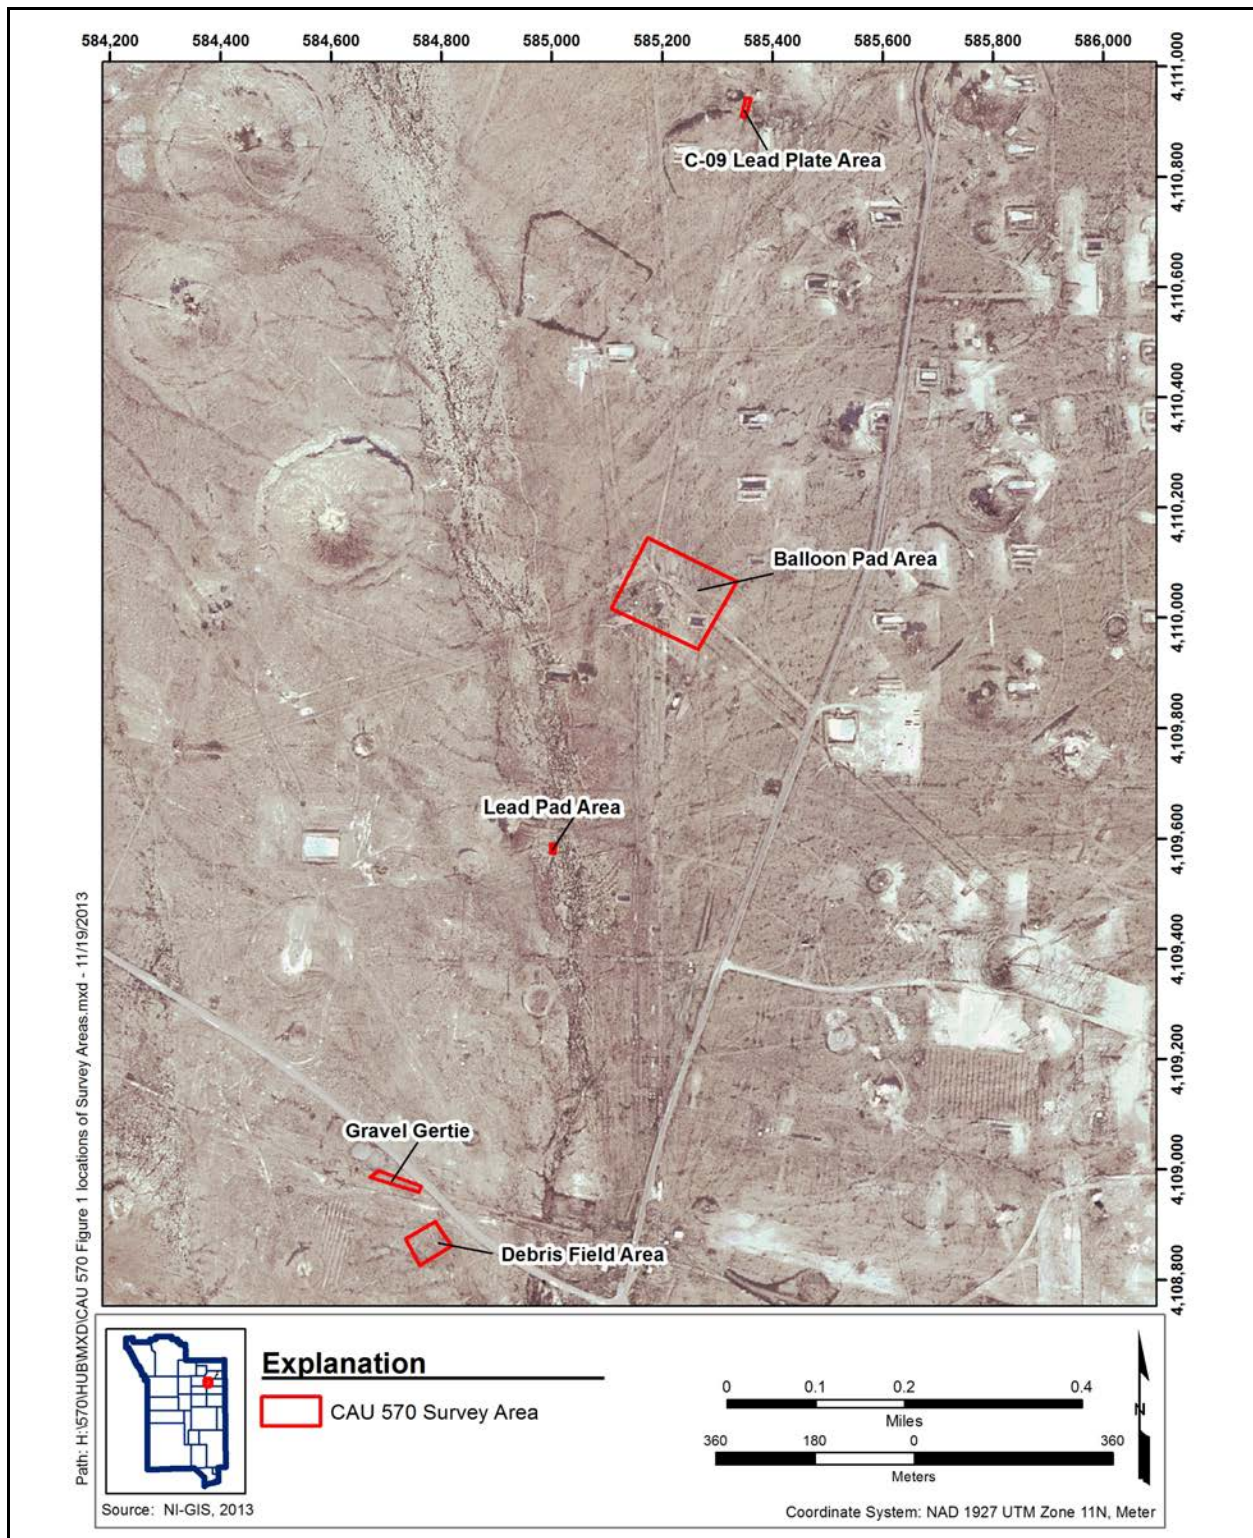 584,200 584,400 584,600 584,800 585,000 585,200 585,400 585,600 585,800 586,000
4,111,000
C-09 Lead Plate Area
4,110,800
4,110,600
4,110,400
4,110,200
Balloon Pad Area
4,110,000
4,109,800
Lead Pad Area
4,109,600
4,109,400
4,109,200
Gravel Gertie
4,109,000
Debris Field Area
4,108,800
Path: H:\570\HUB\MXD\CAU 570 Figure 1 locations of Survey Areas.mxd - 11/19/2013
Explanation
CAU 570 Survey Area
0 0.1 0.2 0.4
Miles
360 180 0 360
Meters
N
Source: NI-GIS, 2013
Coordinate System: NAD 1927 UTM Zone 11N, Meter